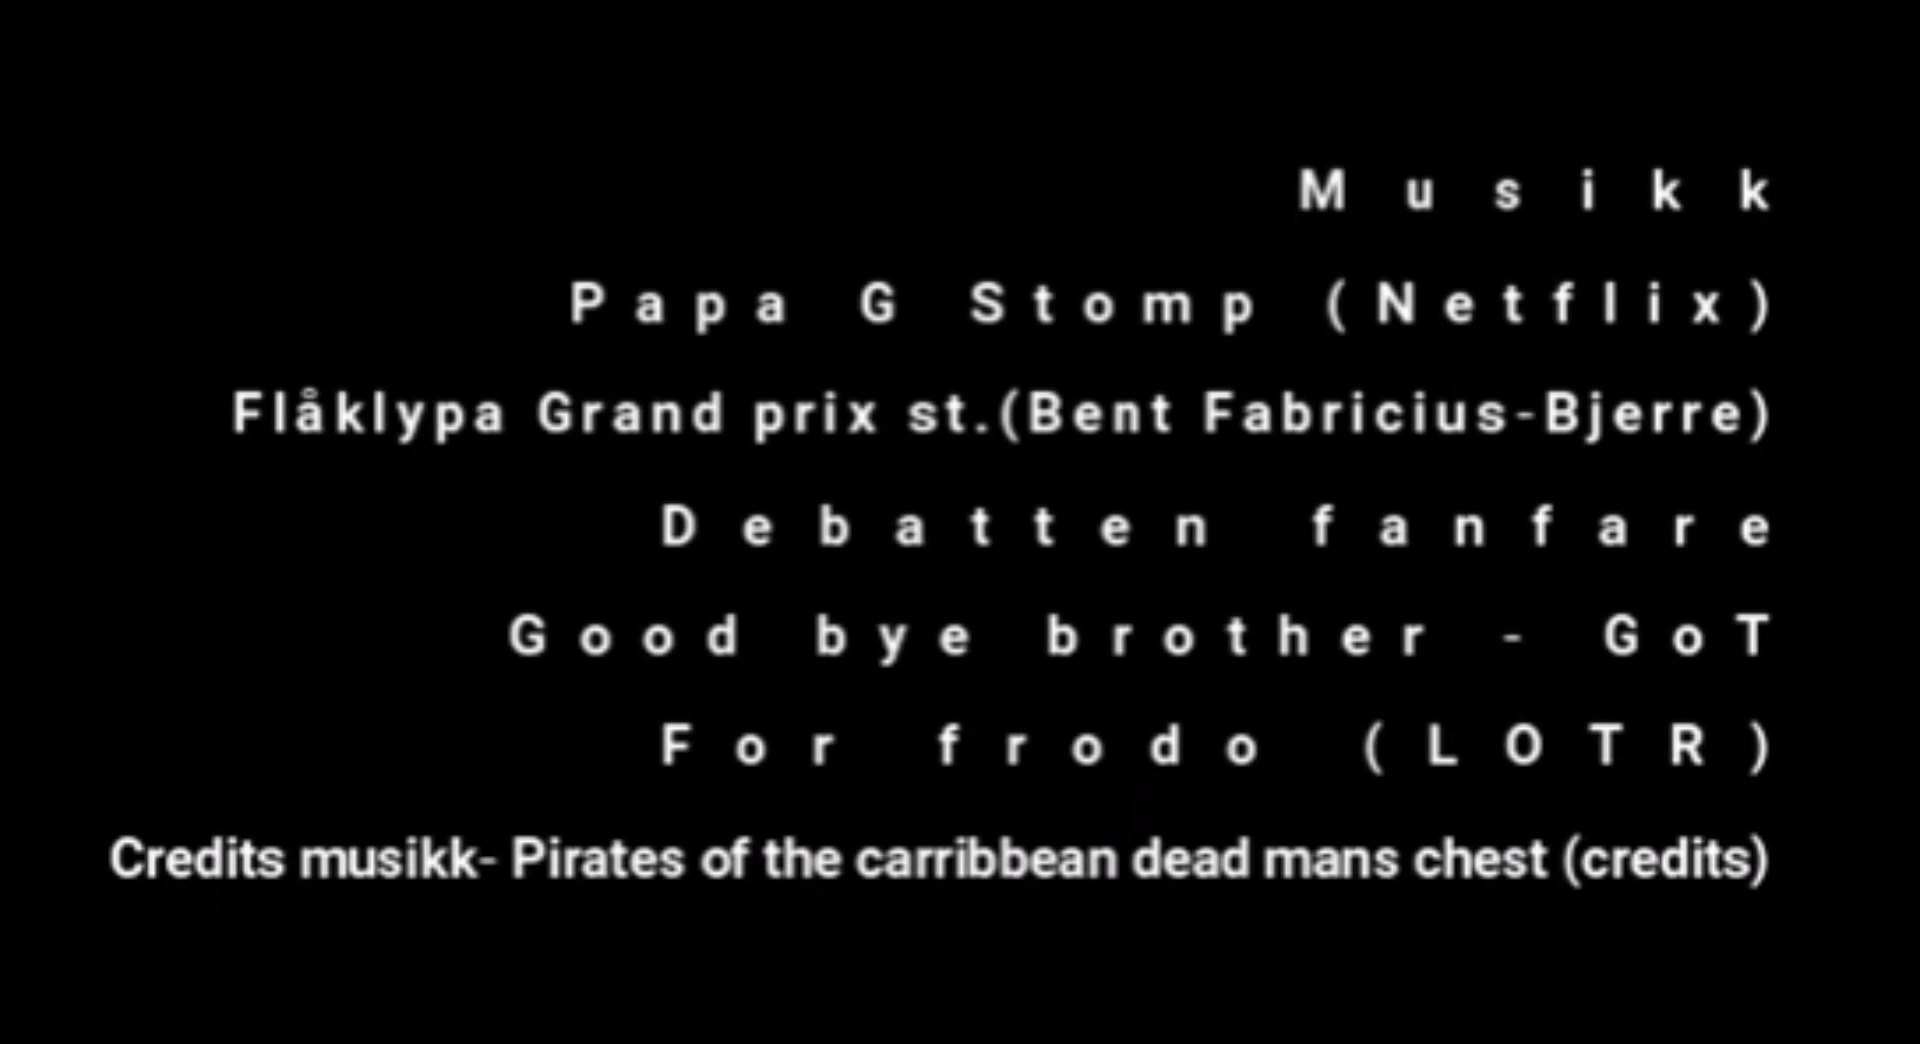 Musikk
Papa G Stomp (Netflix)
Flåklypa Grand prix st.(Bent Fabricius-Bjerre)
Debatten fanfare
Good bye brother - GoT
For frodo (LOTR)
Credits musikk- Pirates of the carribbean dead mans chest (credits)